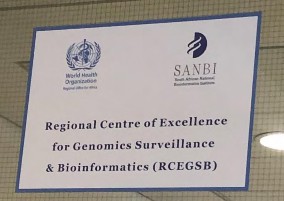 World Health
Organization
Regional Office for Africa
SANBI
South African National
Bioinformatics Institute
Regional Centre of Excellence
for Genomics Surveillance
& Bioinformatics (RCEGSB)